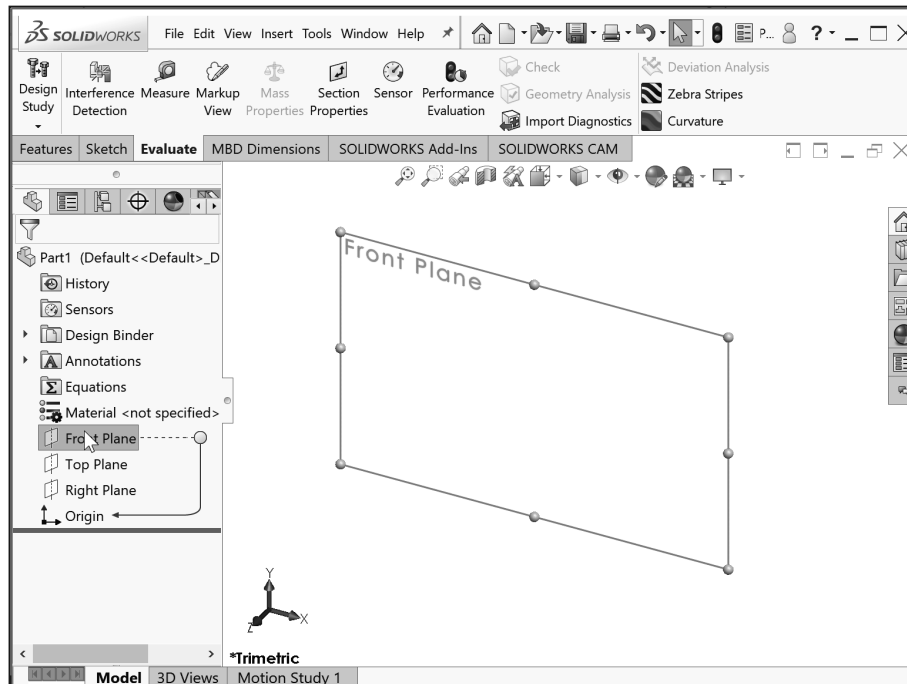 SOLIDWORKS File Edit View Insert Tools Window Help P... ?
Design Study
Interference Detection
Measure
Markup View
Mass Properties
Section Properties
Sensor
Performance Evaluation
Check
Geometry Analysis
Import Diagnostics
Deviation Analysis
Zebra Stripes
Curvature
Features Sketch Evaluate MBD Dimensions SOLIDWORKS Add-Ins SOLIDWORKS CAM
Part1 (Default<<Default>_D
History
Sensors
Design Binder
Annotations
Equations
Material <not specified>
Front Plane
Top Plane
Right Plane
Origin
Front Plane
Y
X
Z
*Trimetric
Model 3D Views Motion Study 1